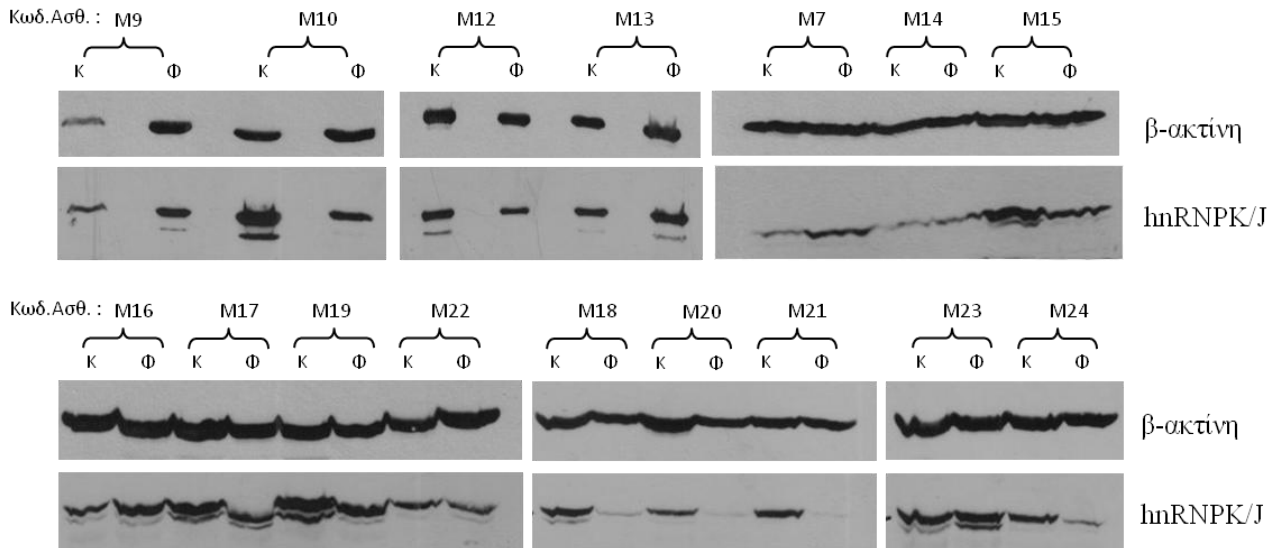 Κωδ.Ασθ. : M9 M10 M12 M13 M7 M14 M15
Κ Φ Κ Φ Κ Φ Κ Φ Κ Φ Κ Φ Κ Φ
β-ακτίνη
hnRNPK/J
Κωδ.Ασθ. : M16 M17 M19 M22 M18 M20 M21 M23 M24
Κ Φ Κ Φ Κ Φ Κ Φ Κ Φ Κ Φ Κ Φ Κ Φ Κ Φ
β-ακτίνη
hnRNPK/J